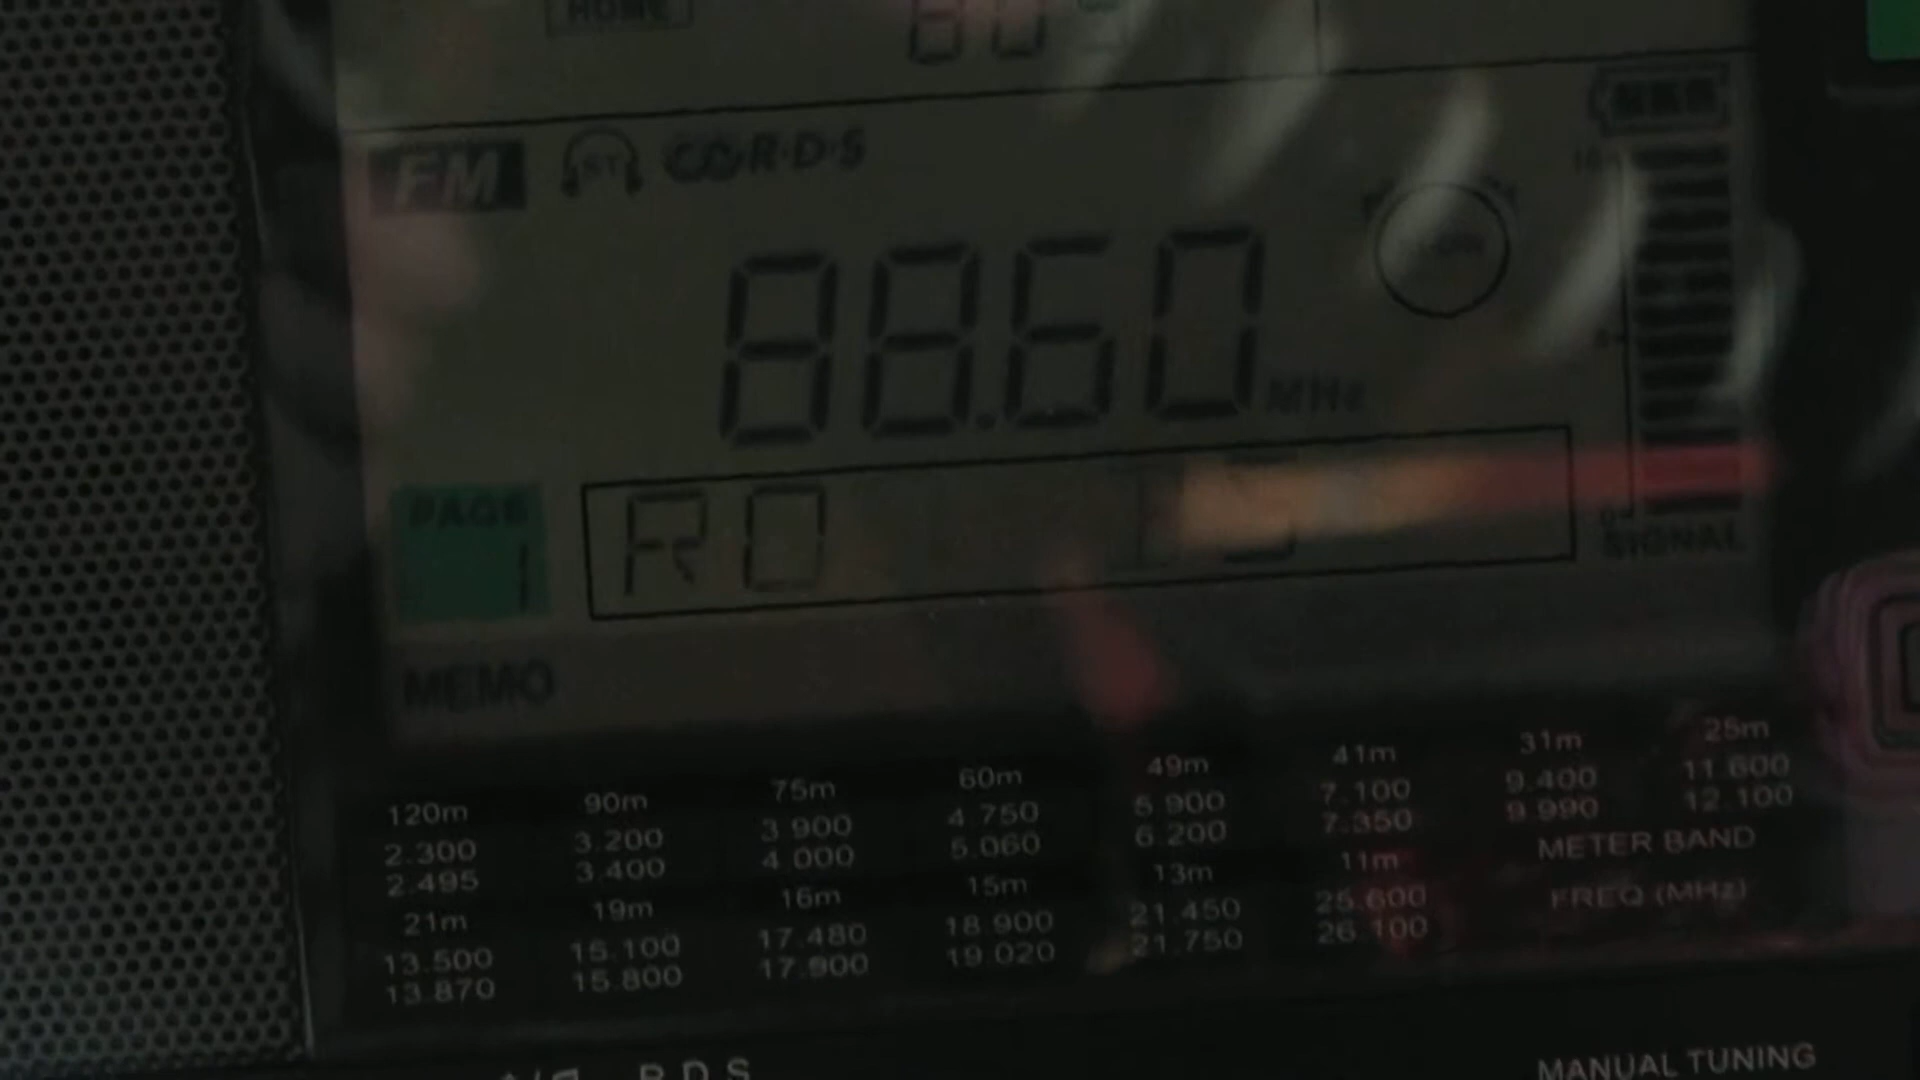 HOME
FM ST R·D·S
88.60 MHz
PAGE
1
RO
SIGNAL
MEMO
120m 90m 75m 60m 49m 41m 31m 25m
2.300 3.200 3.900 4.750 5.900 7.100 9.400 11.600
2.495 3.400 4.000 5.060 6.200 7.350 9.990 12.100
21m 19m 16m 15m 13m 11m METER BAND
13.500 15.100 17.480 18.900 21.450 25.600 FREQ (MHz)
13.870 15.800 17.900 19.020 21.750 26.100
R.D.S MANUAL TUNING